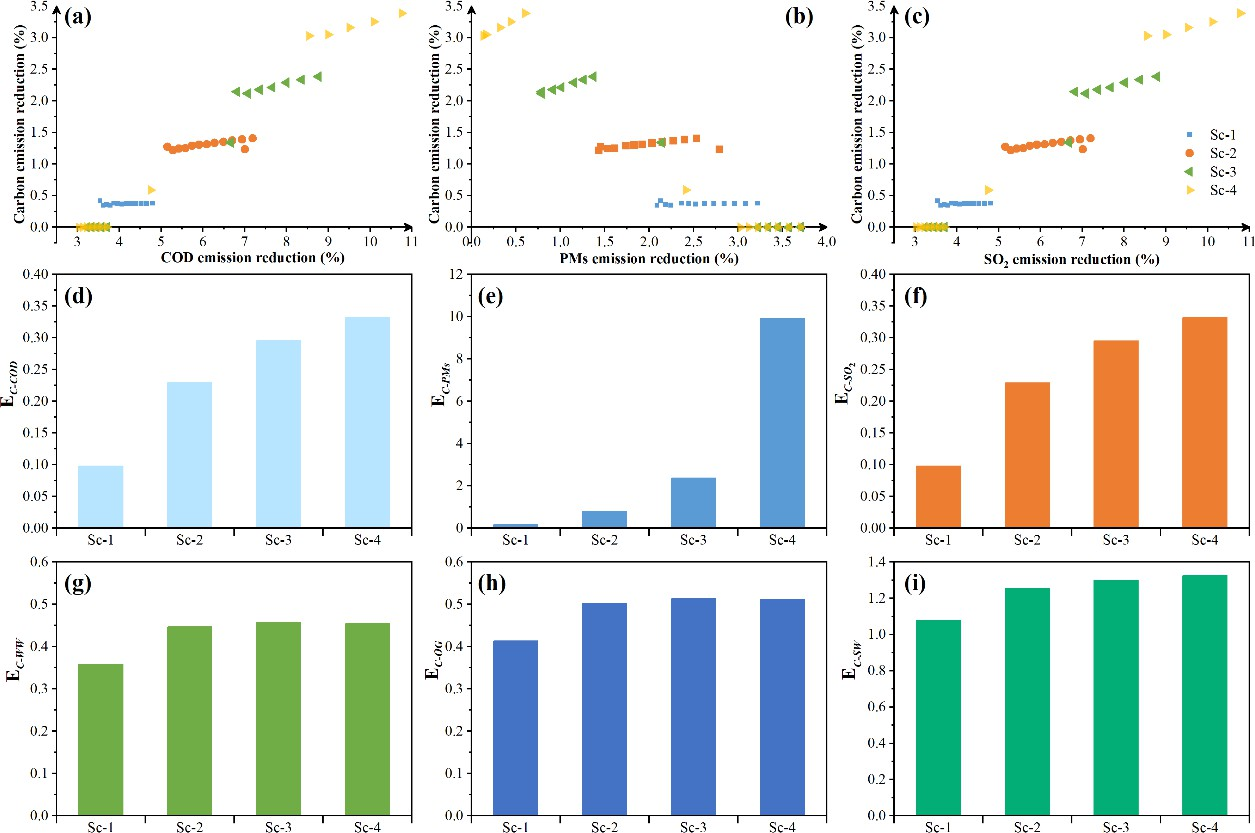 (a)
Carbon emission reduction (%)
3.5
3.0
2.5
2.0
1.5
1.0
0.5
0.0
3 4 5 6 7 8 9 10 11
COD emission reduction (%)
(b)
Carbon emission reduction (%)
3.5
3.0
2.5
2.0
1.5
1.0
0.5
0.0
0.0 0.5 1.0 1.5 2.0 2.5 3.0 3.5 4.0
PMs emission reduction (%)
(c)
Carbon emission reduction (%)
3.5
3.0
2.5
2.0
1.5
1.0
0.5
0.0
3 4 5 6 7 8 9 10 11
SO2 emission reduction (%)
Sc-1
Sc-2
Sc-3
Sc-4
(d)
EC-COD
0.40
0.35
0.30
0.25
0.20
0.15
0.10
0.05
0.00
Sc-1 Sc-2 Sc-3 Sc-4
(e)
EC-PMs
12
10
8
6
4
2
0
Sc-1 Sc-2 Sc-3 Sc-4
(f)
EC-SO2
0.40
0.35
0.30
0.25
0.20
0.15
0.10
0.05
0.00
Sc-1 Sc-2 Sc-3 Sc-4
(g)
EC-WW
0.6
0.5
0.4
0.3
0.2
0.1
0.0
Sc-1 Sc-2 Sc-3 Sc-4
(h)
EC-OG
0.6
0.5
0.4
0.3
0.2
0.1
0.0
Sc-1 Sc-2 Sc-3 Sc-4
(i)
EC-SW
1.4
1.2
1.0
0.8
0.6
0.4
0.2
0.0
Sc-1 Sc-2 Sc-3 Sc-4